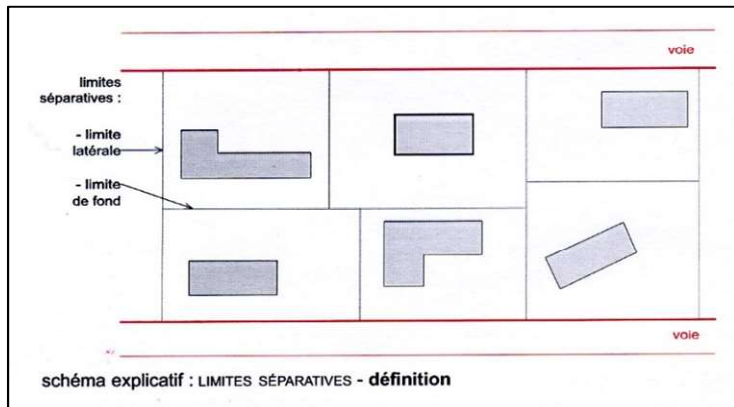 voie
limites
séparatives :
- limite
latérale
- limite
de fond
voie
schéma explicatif : LIMITES SÉPARATIVES - définition